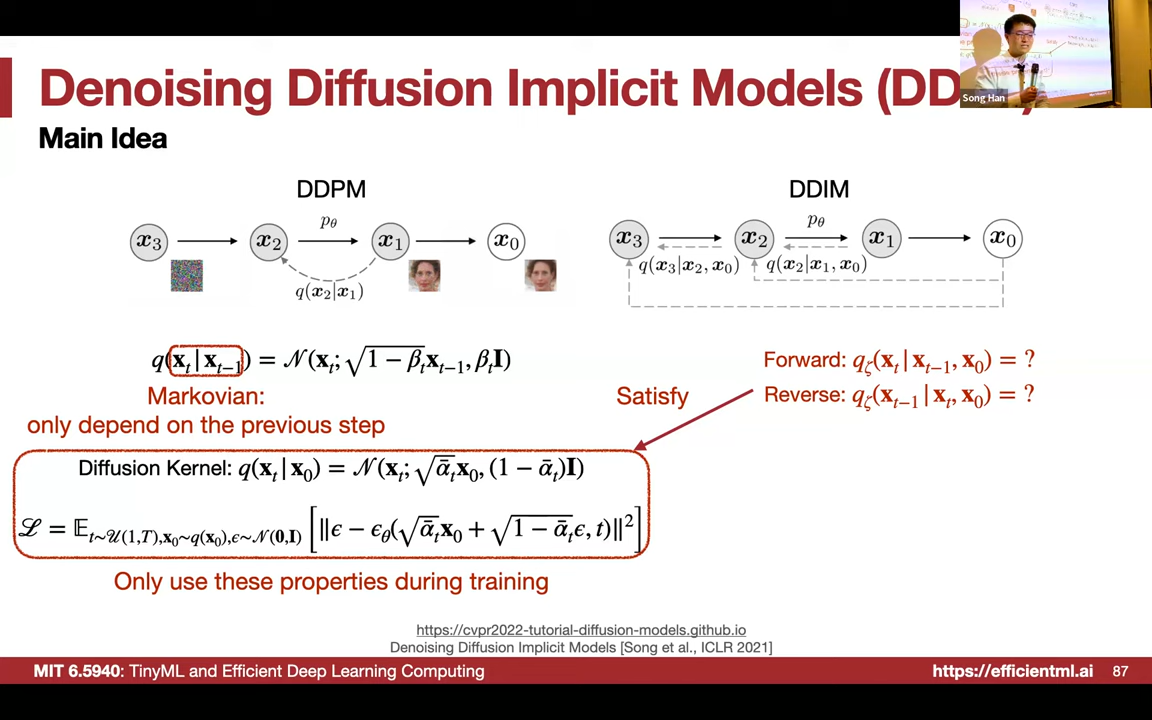 Denoising Diffusion Implicit Models (DD
Song Han
Main Idea
DDPM
x₃ x₂ p_θ x₁ x₀
q(x₂|x₁)
DDIM
x₃ x₂ p_θ x₁ x₀
q(x₃|x₂, x₀) q(x₂|x₁, x₀)
q(x_t | x_{t−1}) = 𝒩(x_t; √(1 − β_t) x_{t−1}, β_t I)
Markovian:
only depend on the previous step
Satisfy
Forward: q_ζ(x_t | x_{t−1}, x₀) = ?
Reverse: q_ζ(x_{t−1} | x_t, x₀) = ?
Diffusion Kernel: q(x_t | x₀) = 𝒩(x_t; √ᾱ_t x₀, (1 − ᾱ_t)I)
ℒ = 𝔼_{t∼𝒰(1,T),x₀∼q(x₀),ϵ∼𝒩(0,I)} [‖ϵ − ϵ_θ(√ᾱ_t x₀ + √(1 − ᾱ_t) ϵ, t)‖²]
Only use these properties during training
https://cvpr2022-tutorial-diffusion-models.github.io
Denoising Diffusion Implicit Models [Song et al., ICLR 2021]
MIT 6.5940: TinyML and Efficient Deep Learning Computing
https://efficientml.ai 87